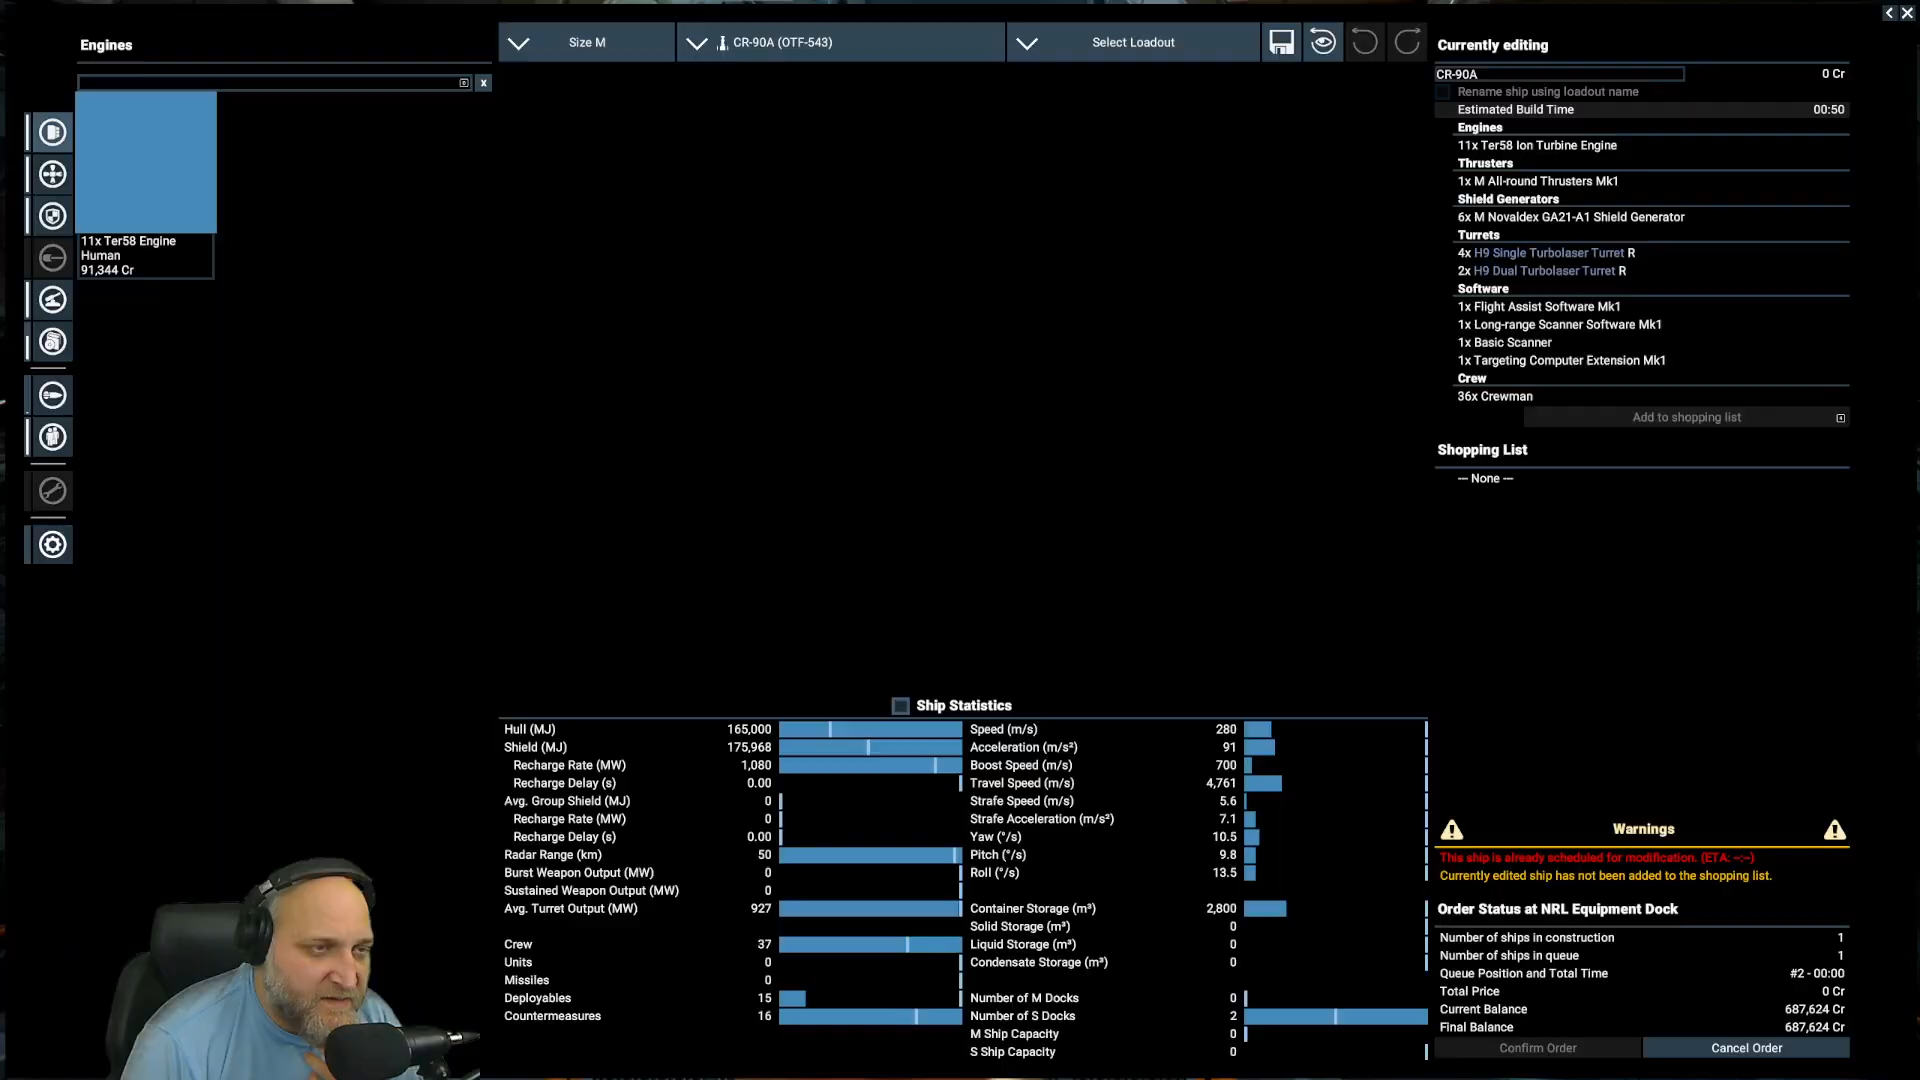 Engines
x
11x Ter58 Engine
Human
91,344 Cr
Size M
CR-90A (OTF-543)
Select Loadout
Ship Statistics
Hull (MJ) 165,000
Shield (MJ) 175,968
Recharge Rate (MW) 1,080
Recharge Delay (s) 0.00
Avg. Group Shield (MJ) 0
Recharge Rate (MW) 0
Recharge Delay (s) 0.00
Radar Range (km) 50
Burst Weapon Output (MW) 0
Sustained Weapon Output (MW) 0
Avg. Turret Output (MW) 927
Crew 37
Units 0
Missiles 0
Deployables 15
Countermeasures 16
Speed (m/s) 280
Acceleration (m/s²) 91
Boost Speed (m/s) 700
Travel Speed (m/s) 4,761
Strafe Speed (m/s) 5.6
Strafe Acceleration (m/s²) 7.1
Yaw (°/s) 10.5
Pitch (°/s) 9.8
Roll (°/s) 13.5
Container Storage (m³) 2,800
Solid Storage (m³) 0
Liquid Storage (m³) 0
Condensate Storage (m³) 0
Number of M Docks 0
Number of S Docks 2
M Ship Capacity 0
S Ship Capacity 0
Currently editing
CR-90A 0 Cr
Rename ship using loadout name
Estimated Build Time 00:50
Engines
11x Ter58 Ion Turbine Engine
Thrusters
1x M All-round Thrusters Mk1
Shield Generators
6x M Novaldex GA21-A1 Shield Generator
Turrets
4x H9 Single Turbolaser Turret R
2x H9 Dual Turbolaser Turret R
Software
1x Flight Assist Software Mk1
1x Long-range Scanner Software Mk1
1x Basic Scanner
1x Targeting Computer Extension Mk1
Crew
36x Crewman
Add to shopping list
Shopping List
--- None ---
Warnings
This ship is already scheduled for modification. (ETA: --:--)
Currently edited ship has not been added to the shopping list.
Order Status at NRL Equipment Dock
Number of ships in construction 1
Number of ships in queue 1
Queue Position and Total Time #2 - 00:00
Total Price 0 Cr
Current Balance 687,624 Cr
Final Balance 687,624 Cr
Confirm Order
Cancel Order